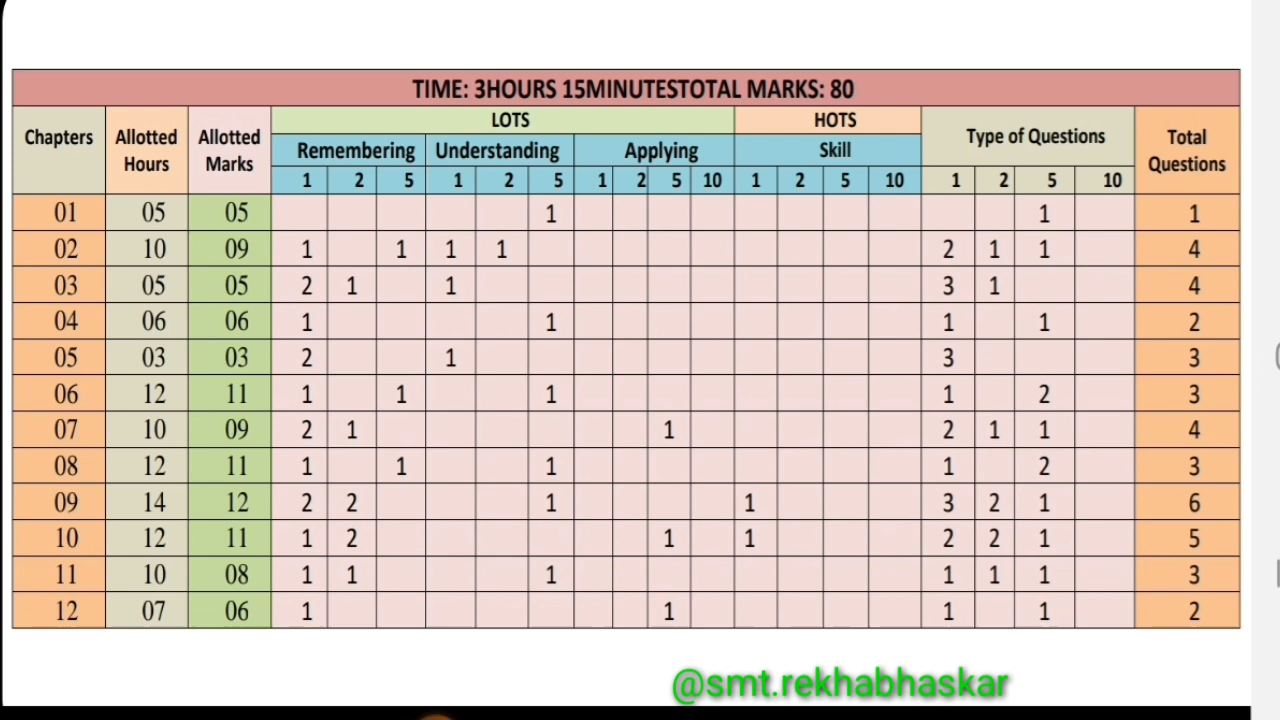 TIME: 3HOURS 15MINUTESTOTAL MARKS: 80
Chapters Allotted Hours Allotted Marks LOTS HOTS Type of Questions Total Questions
Remembering Understanding Applying Skill
1 2 5 1 2 5 1 2 5 10 1 2 5 10 1 2 5 10
01 05 05 1 1 1
02 10 09 1 1 1 1 2 1 1 4
03 05 05 2 1 1 3 1 4
04 06 06 1 1 1 1 2
05 03 03 2 1 3 3
06 12 11 1 1 1 1 2 3
07 10 09 2 1 1 2 1 1 4
08 12 11 1 1 1 1 2 3
09 14 12 2 2 1 1 3 2 1 6
10 12 11 1 2 1 1 2 2 1 5
11 10 08 1 1 1 1 1 1 3
12 07 06 1 1 1 1 2
@smt.rekhabhaskar